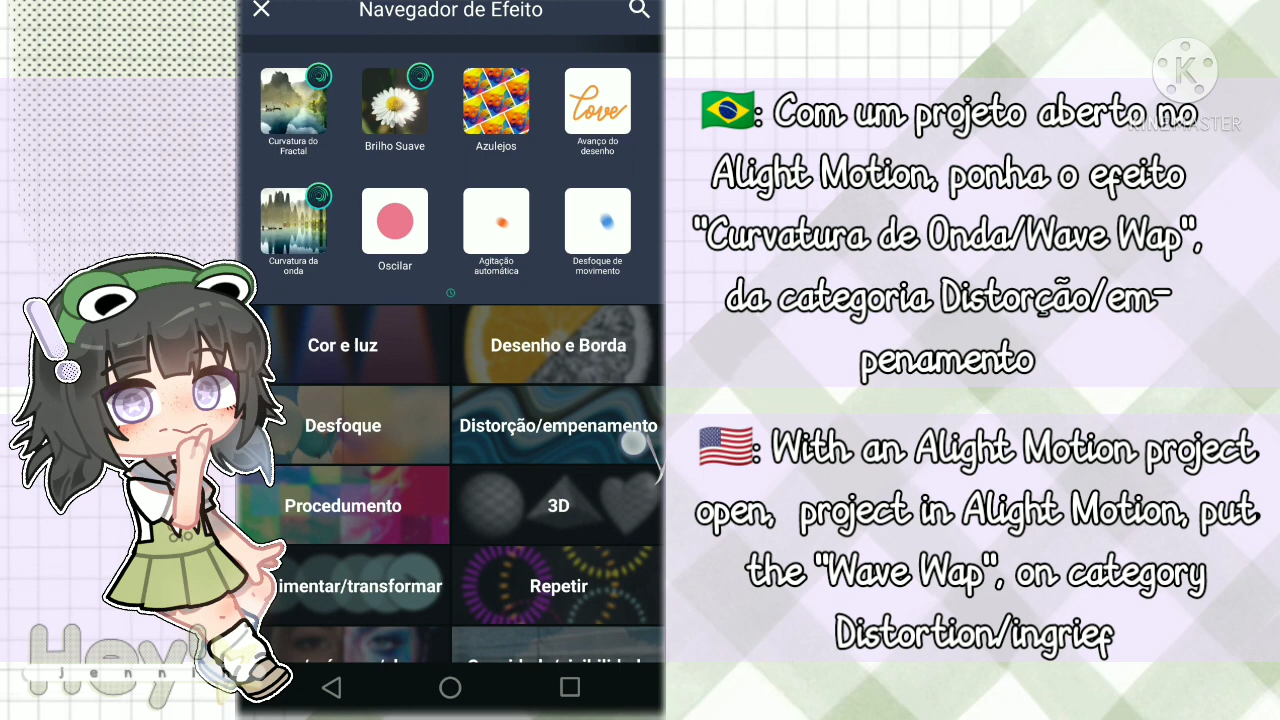 Navegador de Efeito
Curvatura do
Fractal
Brilho Suave
Azulejos
Avanço do
desenho
love
Curvatura da
onda
Oscilar
Agitação
automática
Desfoque de
movimento
Cor e luz
Desenho e Borda
Desfoque
Distorção/empenamento
Procedumento
3D
imentar/transformar
Repetir
Hey'
jenni
K
KINEMASTER
🇧🇷: Com um projeto aberto no
Alight Motion, ponha o efeito
"Curvatura de Onda/Wave Wap",
da categoria Distorção/em-
penamento
🇺🇸: With an Alight Motion project
open, project in Alight Motion, put
the "Wave Wap", on category
Distortion/ingrief